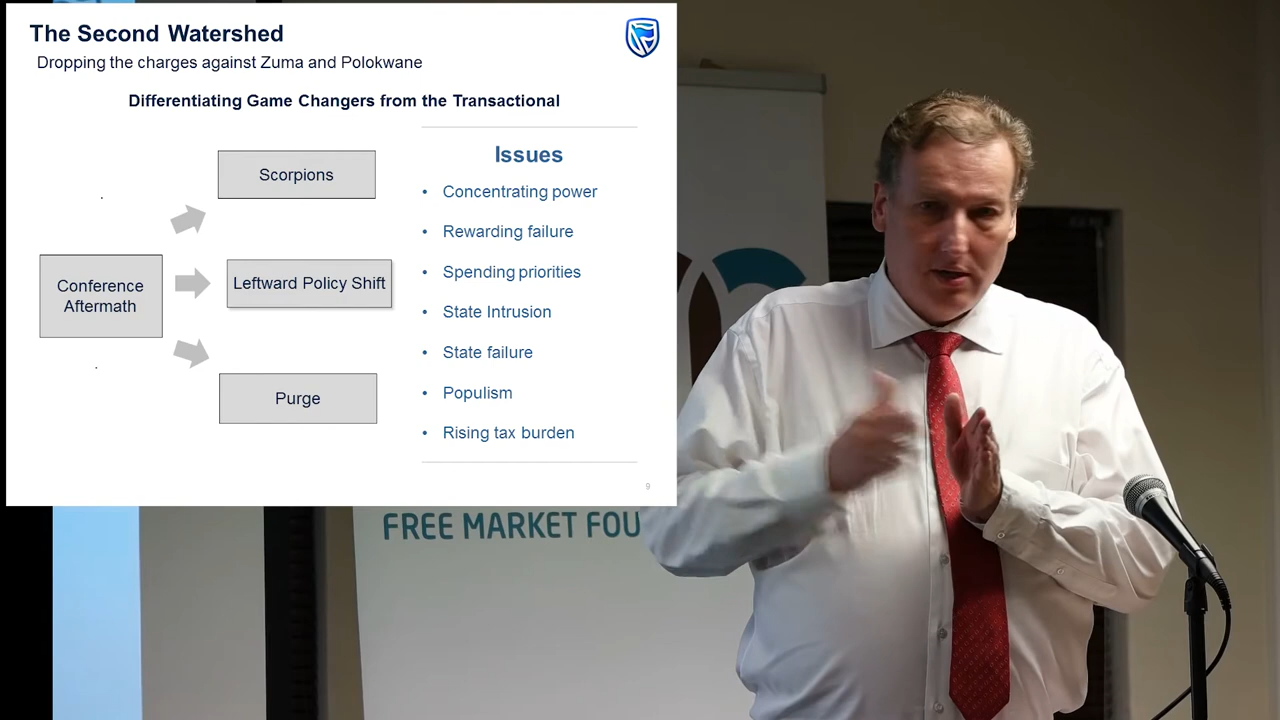 The Second Watershed
Dropping the charges against Zuma and Polokwane
Differentiating Game Changers from the Transactional
Scorpions
Conference
Aftermath
Leftward Policy Shift
Purge
Issues
• Concentrating power
• Rewarding failure
• Spending priorities
• State Intrusion
• State failure
• Populism
• Rising tax burden
9
FREE MARKET FOU